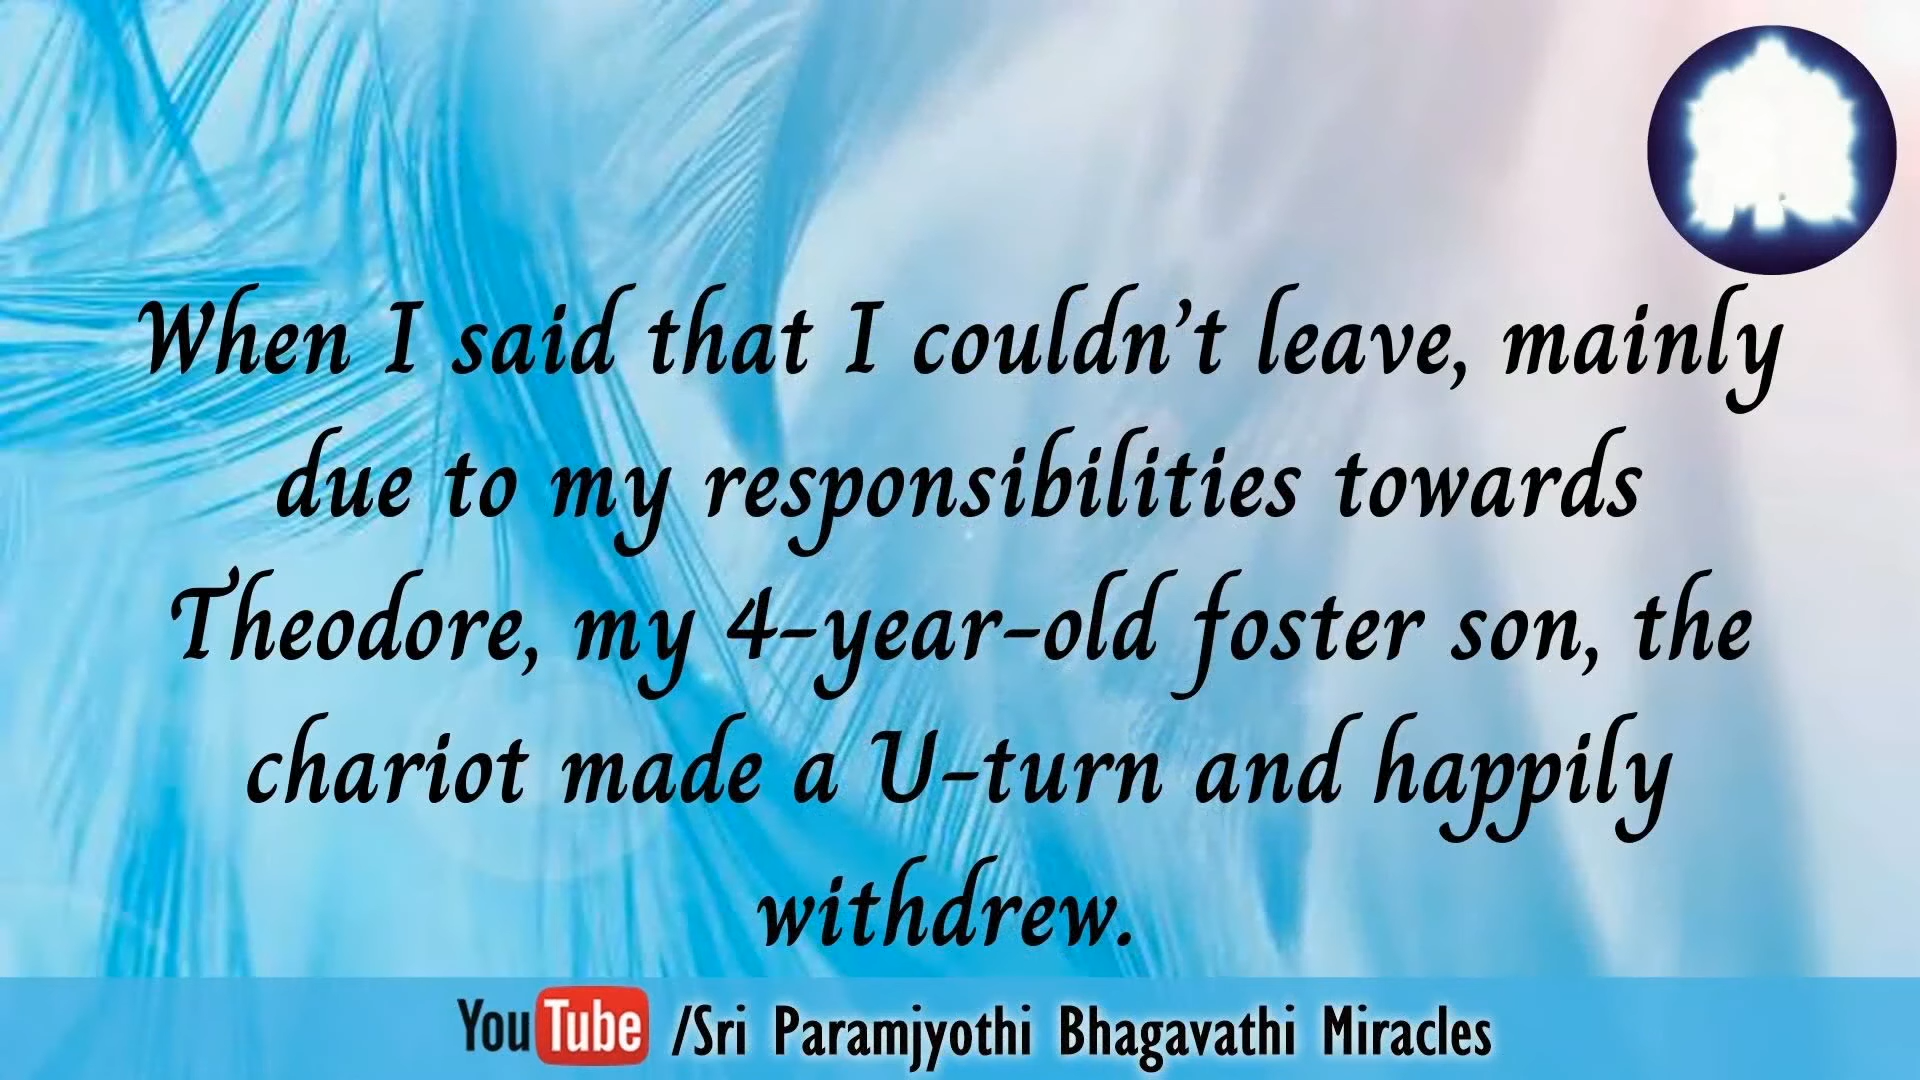 When I said that I couldn't leave, mainly
due to my responsibilities towards
Theodore, my 4-year-old foster son, the
chariot made a U-turn and happily
withdrew.
YouTube /Sri Paramjyothi Bhagavathi Miracles